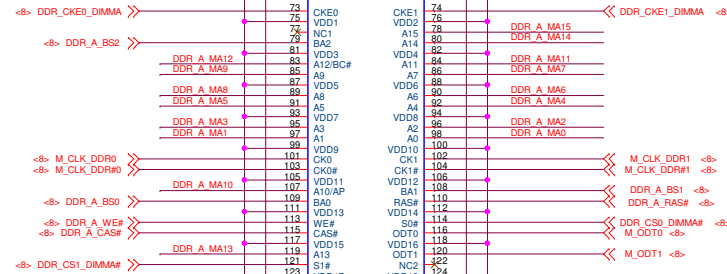 <8> DDR_CKE0_DIMMA 73 CKE0 CKE1 74 DDR_CKE1_DIMMA <8>
75 VDD1 VDD2 76
77 NC1 A15 78 DDR_A_MA15
<8> DDR_A_BS2 79 BA2 A14 80 DDR_A_MA14
81 VDD3 VDD4 82
DDR_A_MA12 83 A12/BC# A11 84 DDR_A_MA11
DDR_A_MA9 85 A9 A7 86 DDR_A_MA7
87 VDD5 VDD6 88
DDR_A_MA8 89 A8 A6 90 DDR_A_MA6
DDR_A_MA5 91 A5 A4 92 DDR_A_MA4
93 VDD7 VDD8 94
DDR_A_MA3 95 A3 A2 96 DDR_A_MA2
DDR_A_MA1 97 A1 A0 98 DDR_A_MA0
99 VDD9 VDD10 100
<8> M_CLK_DDR0 101 CK0 CK1 102 M_CLK_DDR1 <8>
<8> M_CLK_DDR#0 103 CK0# CK1# 104 M_CLK_DDR#1 <8>
105 VDD11 VDD12 106
DDR_A_MA10 107 A10/AP BA1 108 DDR_A_BS1 <8>
<8> DDR_A_BS0 109 BA0 RAS# 110 DDR_A_RAS# <8>
111 VDD13 VDD14 112
<8> DDR_A_WE# 113 WE# S0# 114 DDR_CS0_DIMMA# <8>
<8> DDR_A_CAS# 115 CAS# ODT0 116 M_ODT0 <8>
117 VDD15 VDD16 118
DDR_A_MA13 119 A13 ODT1 120 M_ODT1 <8>
<8> DDR_CS1_DIMMA# 121 S1# NC2 122
123 124